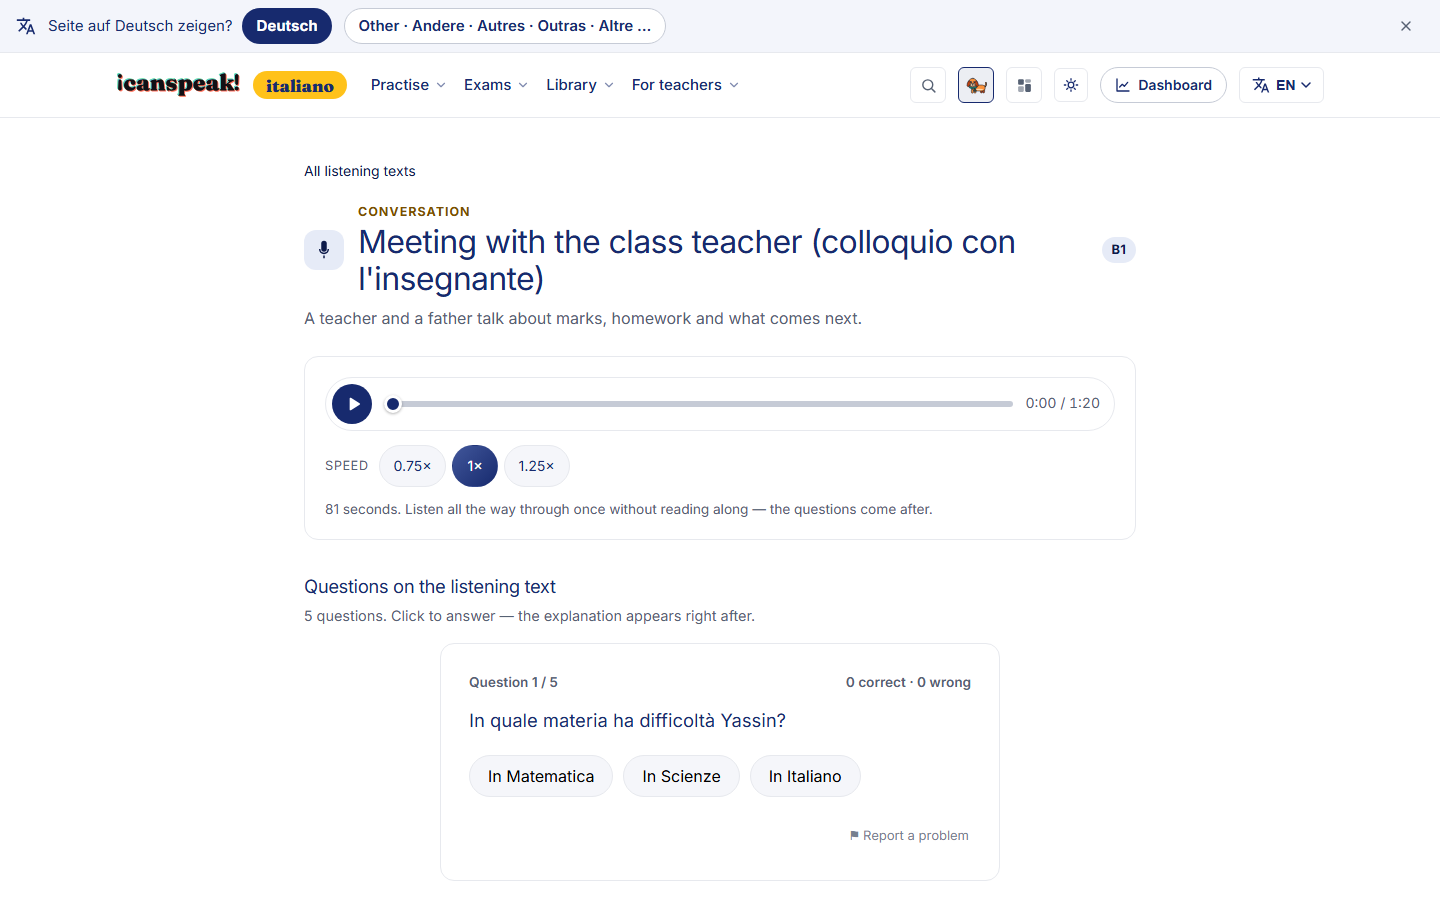 Seite auf Deutsch zeigen? Deutsch Other · Andere · Autres · Outras · Altre ...
icanspeak! italiano Practise Exams Library For teachers Dashboard EN
All listening texts
CONVERSATION
Meeting with the class teacher (colloquio con
l'insegnante)
B1
A teacher and a father talk about marks, homework and what comes next.
0:00 / 1:20
SPEED 0.75× 1× 1.25×
81 seconds. Listen all the way through once without reading along — the questions come after.
Questions on the listening text
5 questions. Click to answer — the explanation appears right after.
Question 1 / 5 0 correct · 0 wrong
In quale materia ha difficoltà Yassin?
In Matematica In Scienze In Italiano
Report a problem